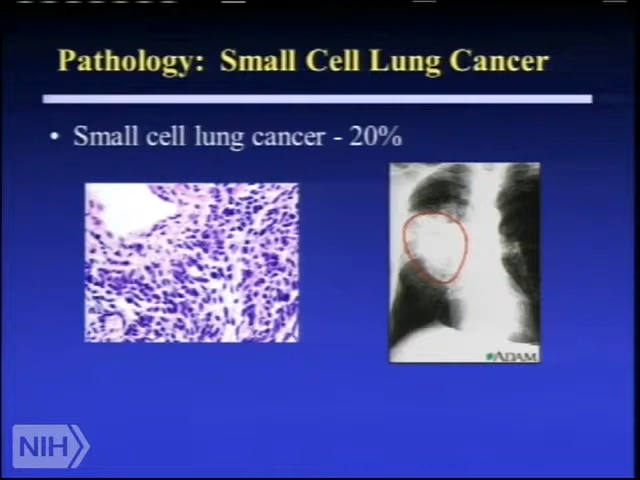 Pathology: Small Cell Lung Cancer
• Small cell lung cancer - 20%
ADAM
NIH